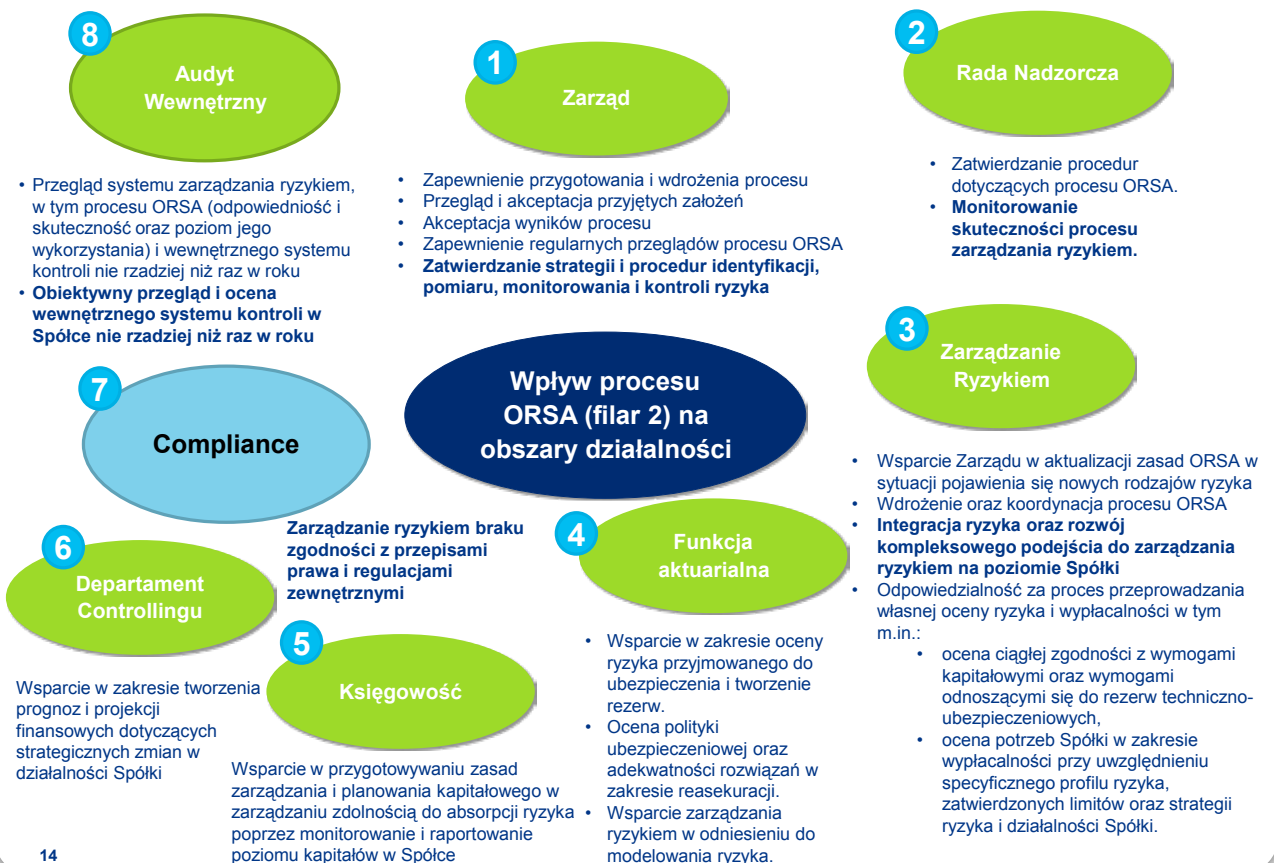 8
Audyt
Wewnętrzny
• Przegląd systemu zarządzania ryzykiem,
w tym procesu ORSA (odpowiedniość i
skuteczność oraz poziom jego
wykorzystania) i wewnętrznego systemu
kontroli nie rzadziej niż raz w roku
• Obiektywny przegląd i ocena
wewnętrznego systemu kontroli w
Spółce nie rzadziej niż raz w roku
1
Zarząd
• Zapewnienie przygotowania i wdrożenia procesu
• Przegląd i akceptacja przyjętych założeń
• Akceptacja wyników procesu
• Zapewnienie regularnych przeglądów procesu ORSA
• Zatwierdzanie strategii i procedur identyfikacji,
pomiaru, monitorowania i kontroli ryzyka
2
Rada Nadzorcza
• Zatwierdzanie procedur
dotyczących procesu ORSA.
• Monitorowanie
skuteczności procesu
zarządzania ryzykiem.
Wpływ procesu
ORSA (filar 2) na
obszary działalności
3
Zarządzanie
Ryzykiem
• Wsparcie Zarządu w aktualizacji zasad ORSA w
sytuacji pojawienia się nowych rodzajów ryzyka
• Wdrożenie oraz koordynacja procesu ORSA
• Integracja ryzyka oraz rozwój
kompleksowego podejścia do zarządzania
ryzykiem na poziomie Spółki
• Odpowiedzialność za proces przeprowadzania
własnej oceny ryzyka i wypłacalności w tym
m.in.:
• ocena ciągłej zgodności z wymogami
kapitałowymi oraz wymogami
odnoszącymi się do rezerw techniczno-
ubezpieczeniowych,
• ocena potrzeb Spółki w zakresie
wypłacalności przy uwzględnieniu
specyficznego profilu ryzyka,
zatwierdzonych limitów oraz strategii
ryzyka i działalności Spółki.
7
Compliance
Zarządzanie ryzykiem braku
zgodności z przepisami
prawa i regulacjami
zewnętrznymi
4
Funkcja
aktuarialna
• Wsparcie w zakresie oceny
ryzyka przyjmowanego do
ubezpieczenia i tworzenie
rezerw.
• Ocena polityki
ubezpieczeniowej oraz
adekwatności rozwiązań w
zakresie reasekuracji.
• Wsparcie zarządzania
ryzykiem w odniesieniu do
modelowania ryzyka.
6
Departament
Controllingu
Wsparcie w zakresie tworzenia
prognoz i projekcji
finansowych dotyczących
strategicznych zmian w
działalności Spółki
5
Księgowość
Wsparcie w przygotowywaniu zasad
zarządzania i planowania kapitałowego w
zarządzaniu zdolnością do absorpcji ryzyka
poprzez monitorowanie i raportowanie
poziomu kapitałów w Spółce
14